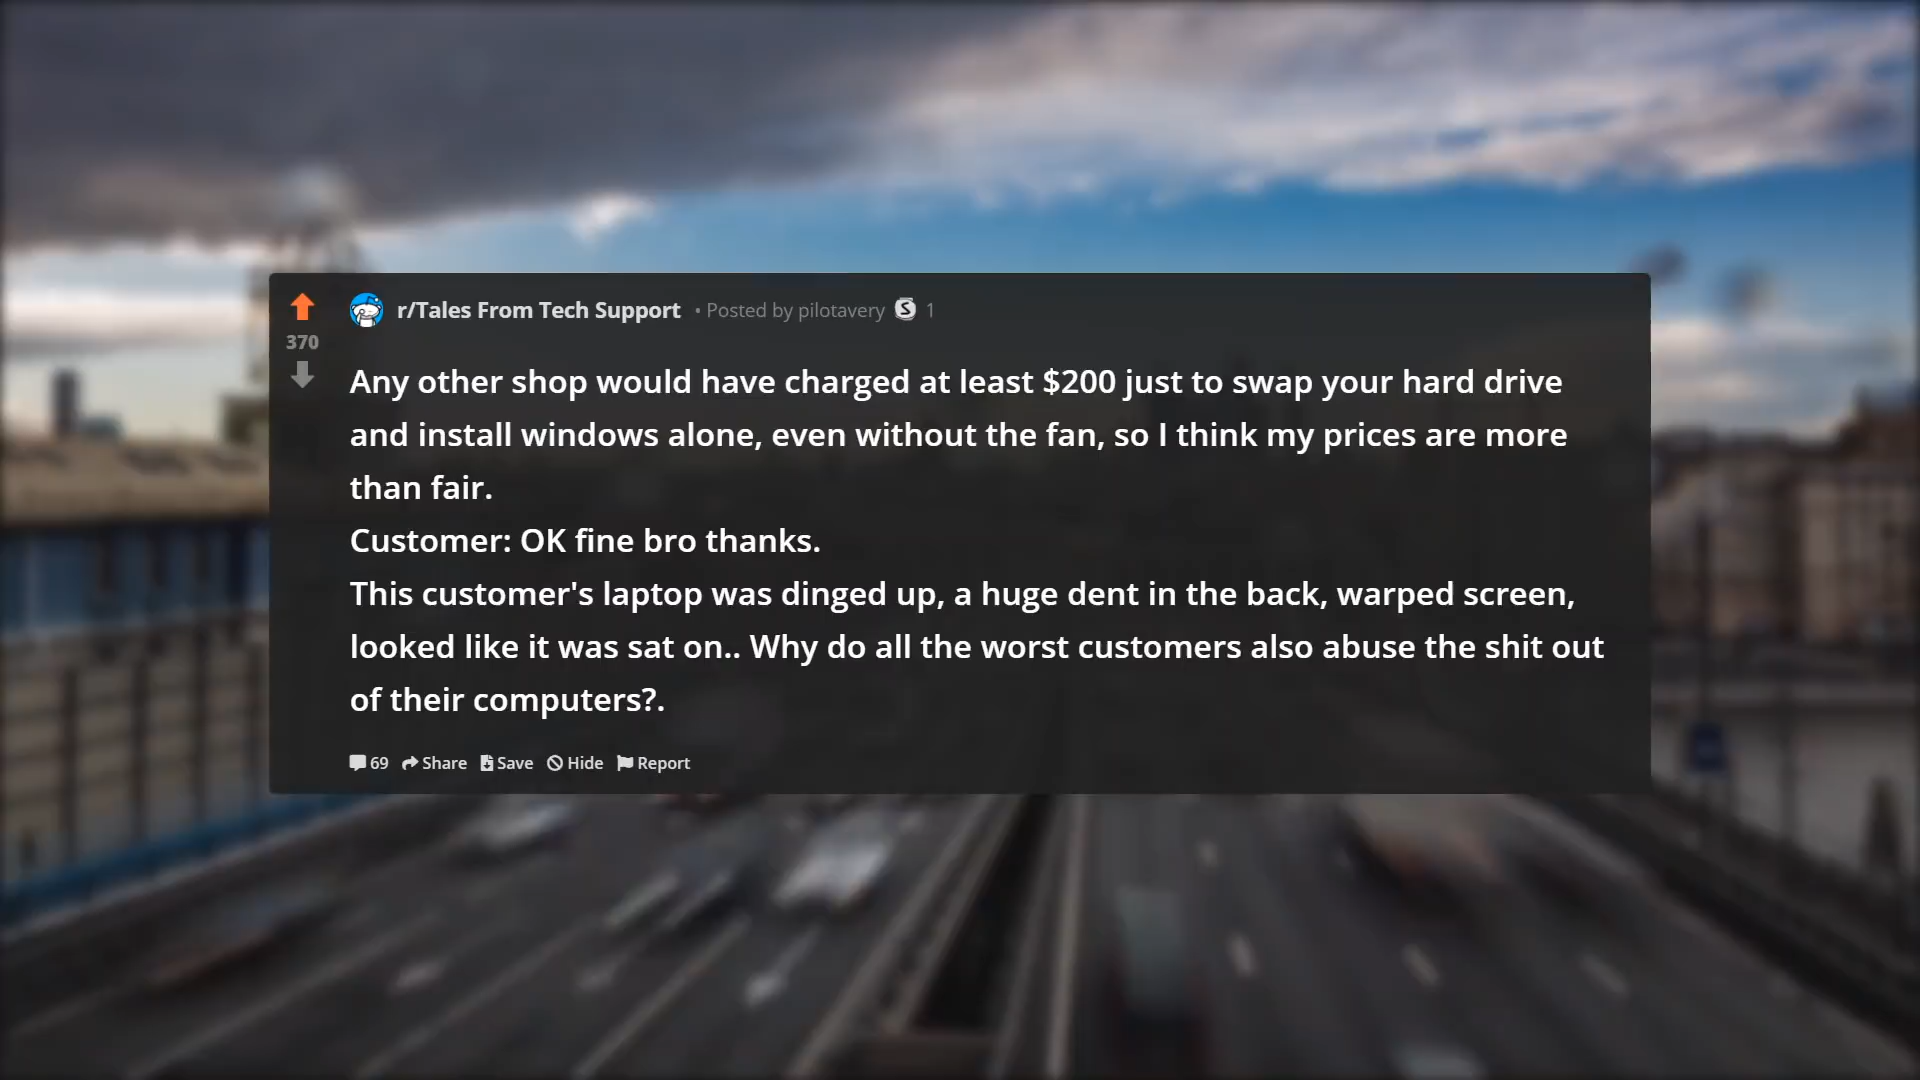 r/Tales From Tech Support • Posted by pilotavery S 1
370
Any other shop would have charged at least $200 just to swap your hard drive
and install windows alone, even without the fan, so I think my prices are more
than fair.
Customer: OK fine bro thanks.
This customer's laptop was dinged up, a huge dent in the back, warped screen,
looked like it was sat on.. Why do all the worst customers also abuse the shit out
of their computers?.
69 Share Save Hide Report